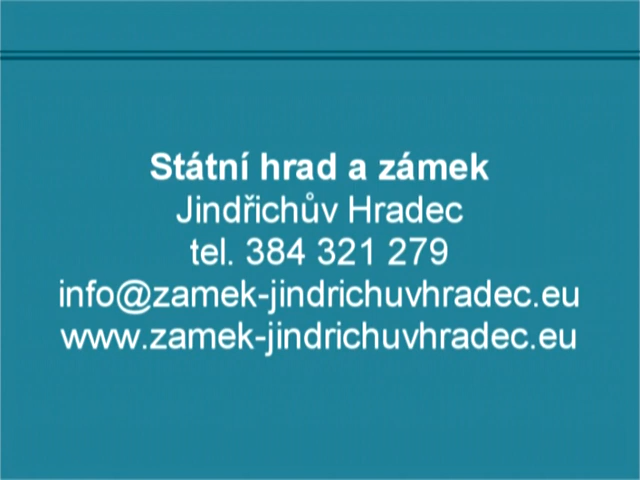 Státní hrad a zámek
Jindřichův Hradec
tel. 384 321 279
info@zamek-jindrichuvhradec.eu
www.zamek-jindrichuvhradec.eu